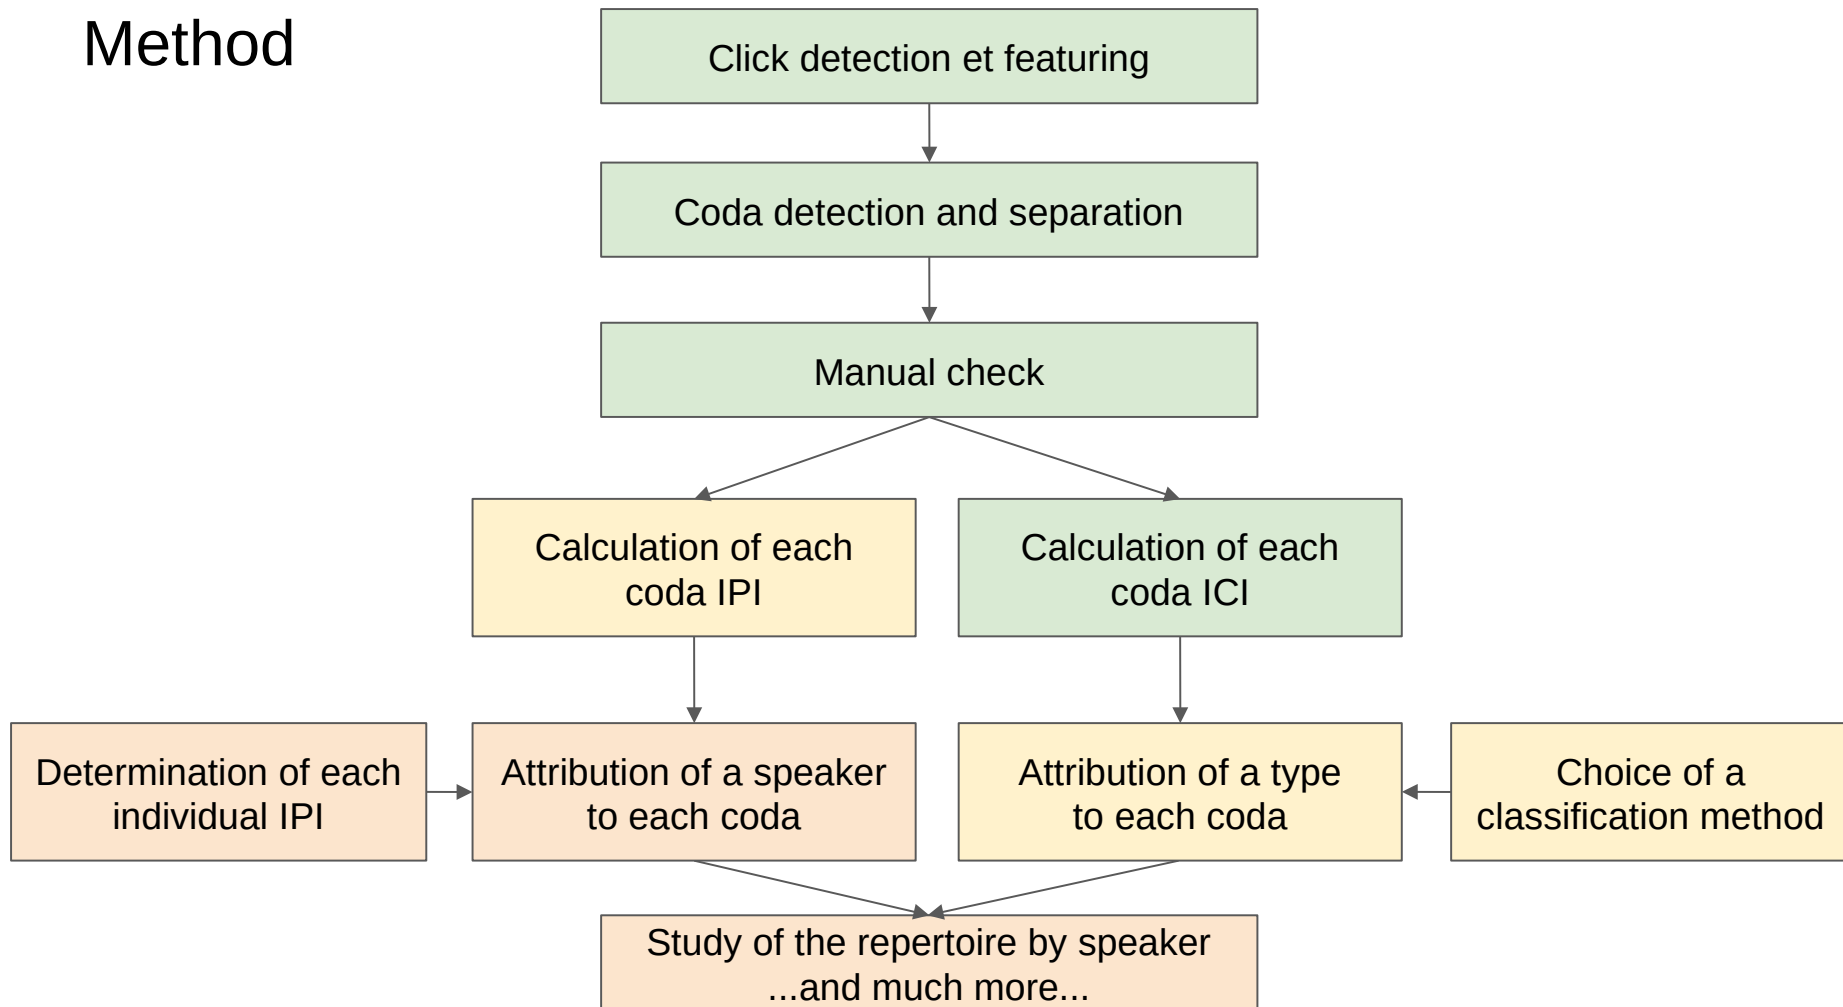 Method
Click detection et featuring
Coda detection and separation
Manual check
Calculation of each
coda IPI
Calculation of each
coda ICI
Determination of each
individual IPI
Attribution of a speaker
to each coda
Attribution of a type
to each coda
Choice of a
classification method
Study of the repertoire by speaker
...and much more...